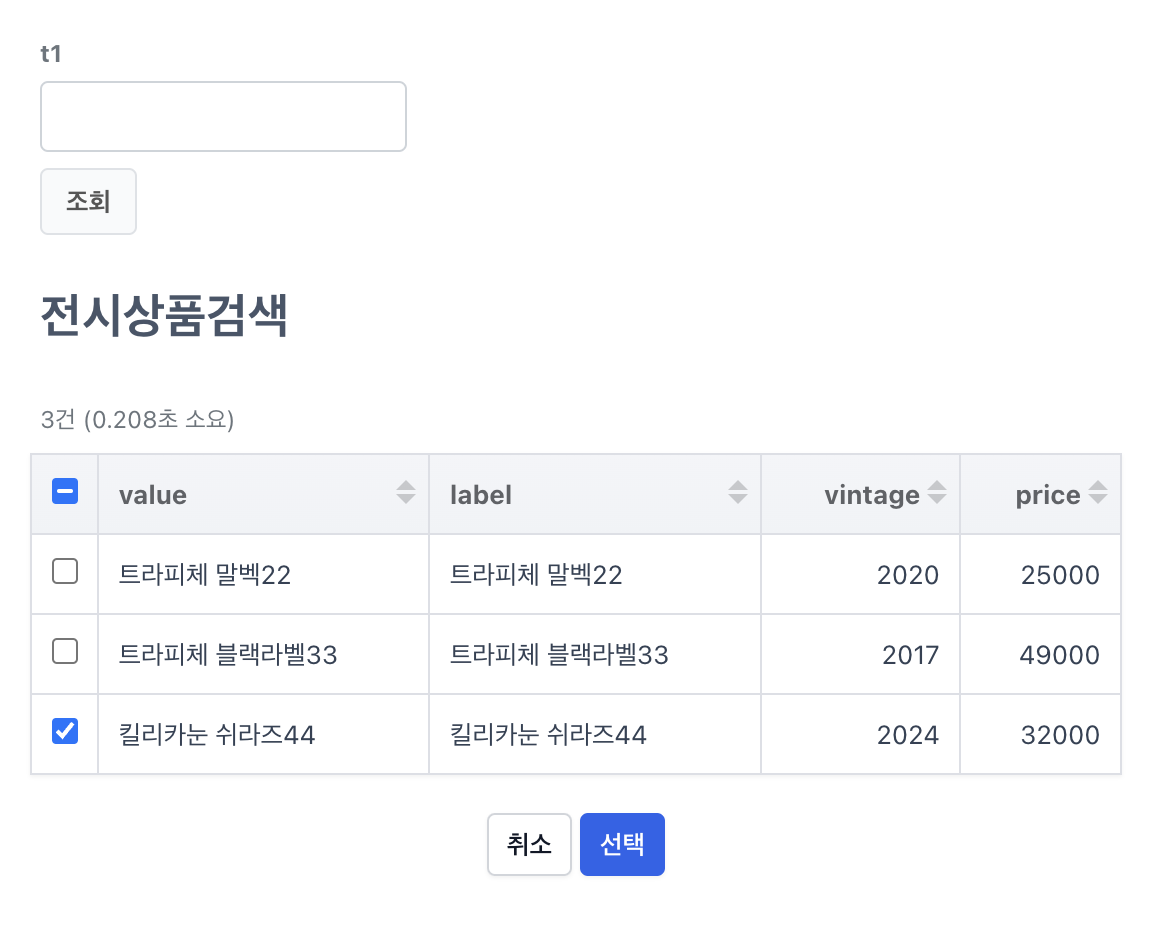 t1
조회
전시상품검색
3건 (0.208초 소요)
value label vintage price
트라피체 말벡22 트라피체 말벡22 2020 25000
트라피체 블랙라벨33 트라피체 블랙라벨33 2017 49000
킬리카눈 쉬라즈44 킬리카눈 쉬라즈44 2024 32000
취소 선택